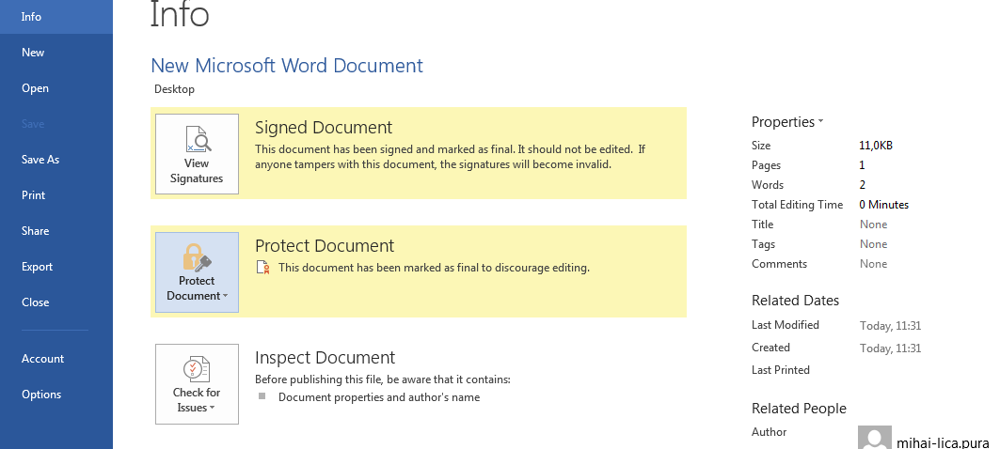 Info
New
Open
Save
Save As
Print
Share
Export
Close
Account
Options
Info
New Microsoft Word Document
Desktop
View
Signatures
Signed Document
This document has been signed and marked as final. It should not be edited.  If
anyone tampers with this document, the signatures will become invalid.
Protect
Document
Protect Document
This document has been marked as final to discourage editing.
Check for
Issues
Inspect Document
Before publishing this file, be aware that it contains:
Document properties and author's name
Properties
Size 11,0KB
Pages 1
Words 2
Total Editing Time 0 Minutes
Title None
Tags None
Comments None
Related Dates
Last Modified Today, 11:31
Created Today, 11:31
Last Printed
Related People
Author mihai-lica.pura